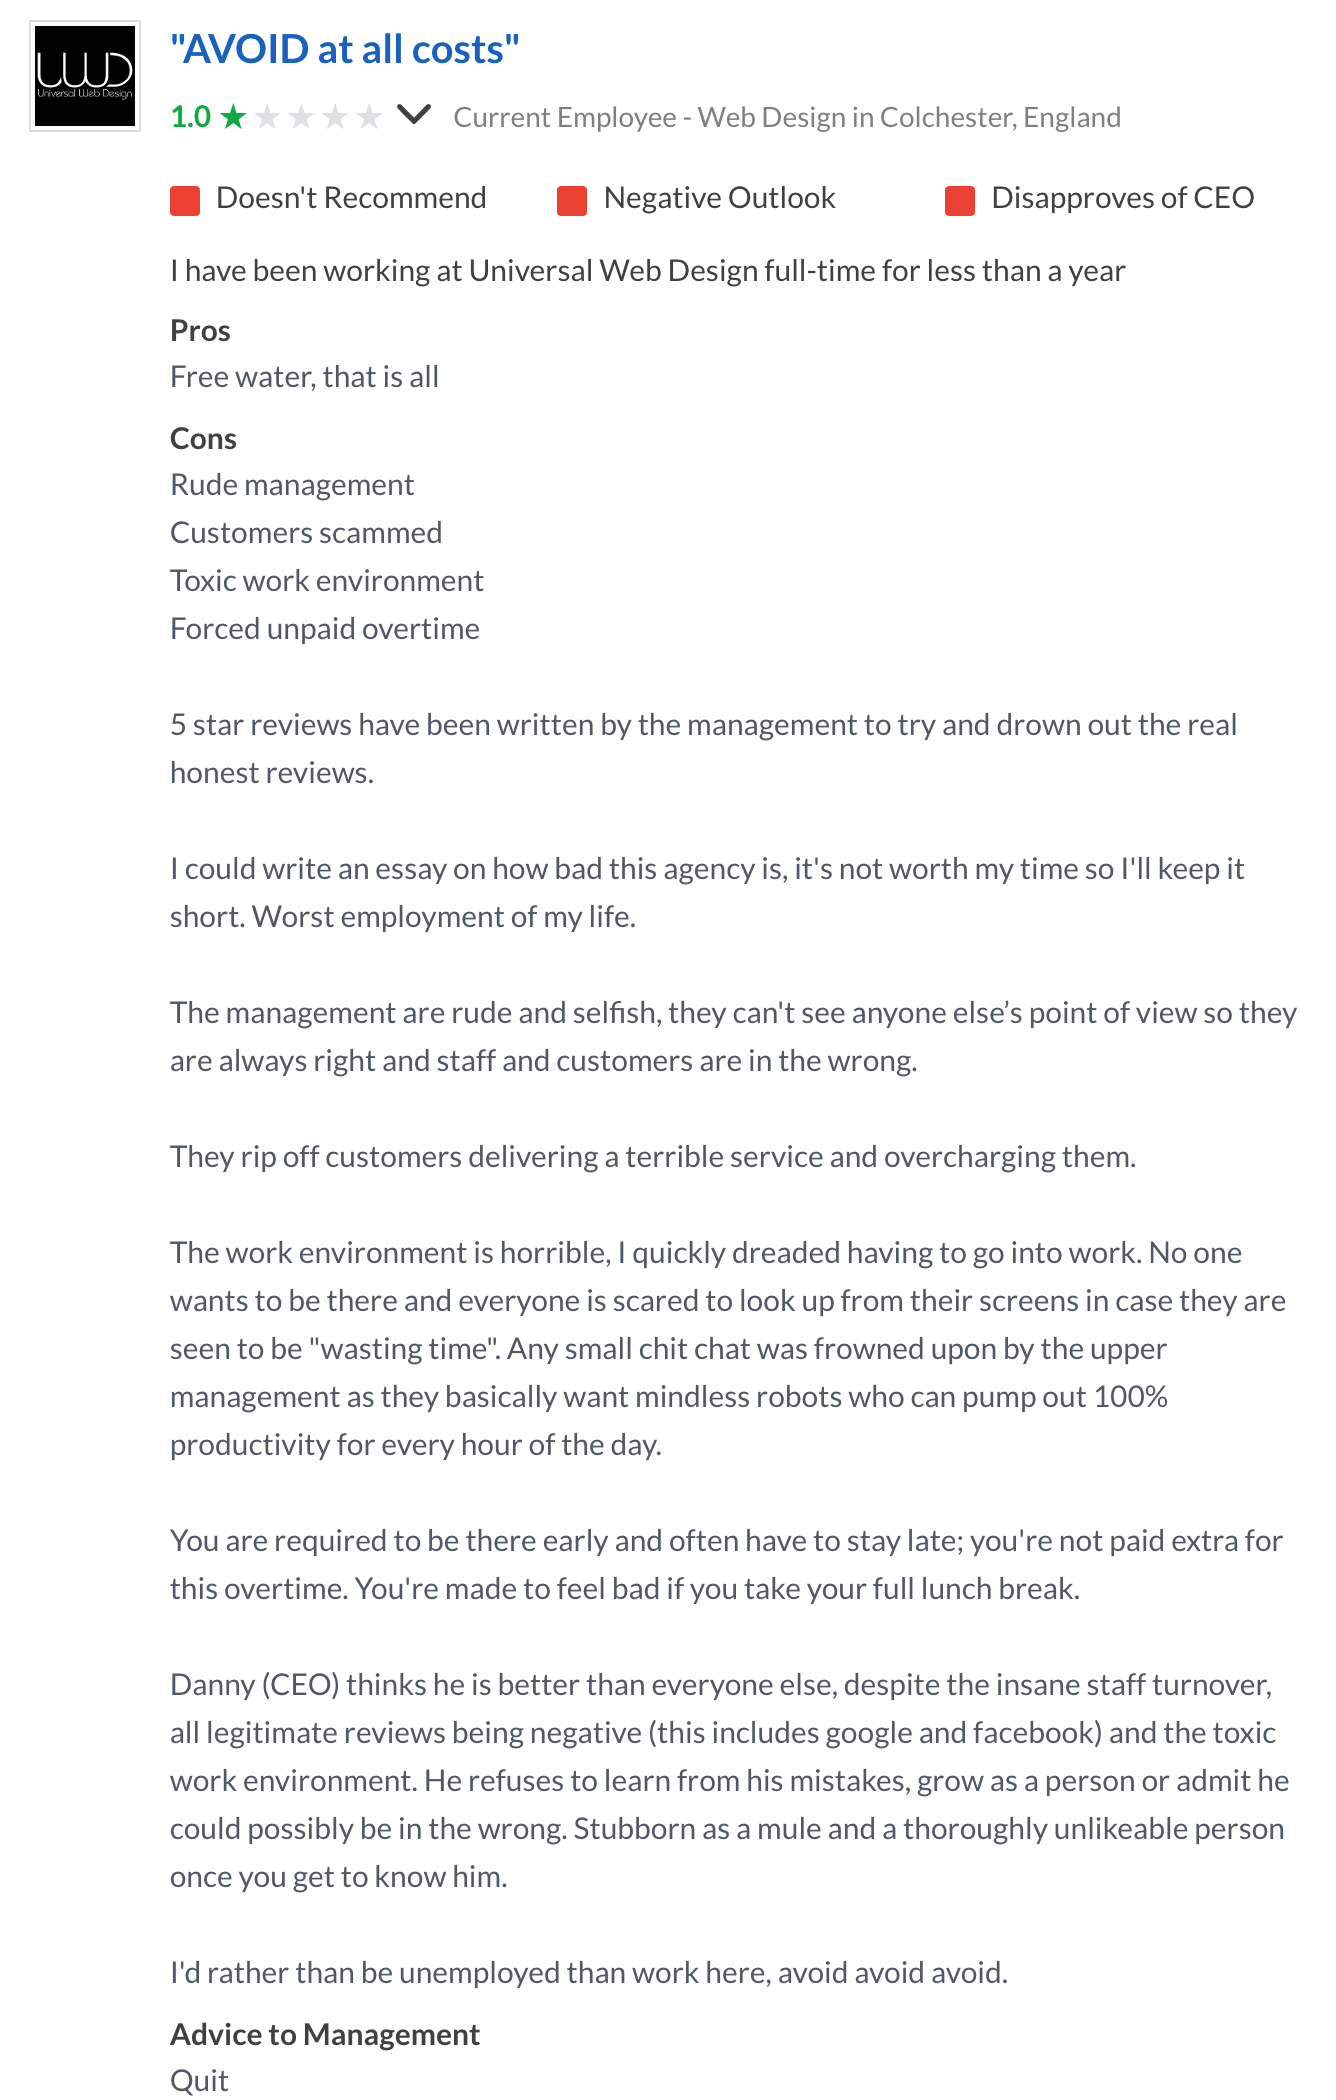 UWD
Universal Web Design
"AVOID at all costs"
1.0 Current Employee - Web Design in Colchester, England
Doesn't Recommend Negative Outlook Disapproves of CEO
I have been working at Universal Web Design full-time for less than a year
Pros
Free water, that is all
Cons
Rude management
Customers scammed
Toxic work environment
Forced unpaid overtime
5 star reviews have been written by the management to try and drown out the real
honest reviews.
I could write an essay on how bad this agency is, it's not worth my time so I'll keep it
short. Worst employment of my life.
The management are rude and selfish, they can't see anyone else’s point of view so they
are always right and staff and customers are in the wrong.
They rip off customers delivering a terrible service and overcharging them.
The work environment is horrible, I quickly dreaded having to go into work. No one
wants to be there and everyone is scared to look up from their screens in case they are
seen to be "wasting time". Any small chit chat was frowned upon by the upper
management as they basically want mindless robots who can pump out 100%
productivity for every hour of the day.
You are required to be there early and often have to stay late; you're not paid extra for
this overtime. You're made to feel bad if you take your full lunch break.
Danny (CEO) thinks he is better than everyone else, despite the insane staff turnover,
all legitimate reviews being negative (this includes google and facebook) and the toxic
work environment. He refuses to learn from his mistakes, grow as a person or admit he
could possibly be in the wrong. Stubborn as a mule and a thoroughly unlikeable person
once you get to know him.
I'd rather than be unemployed than work here, avoid avoid avoid.
Advice to Management
Quit